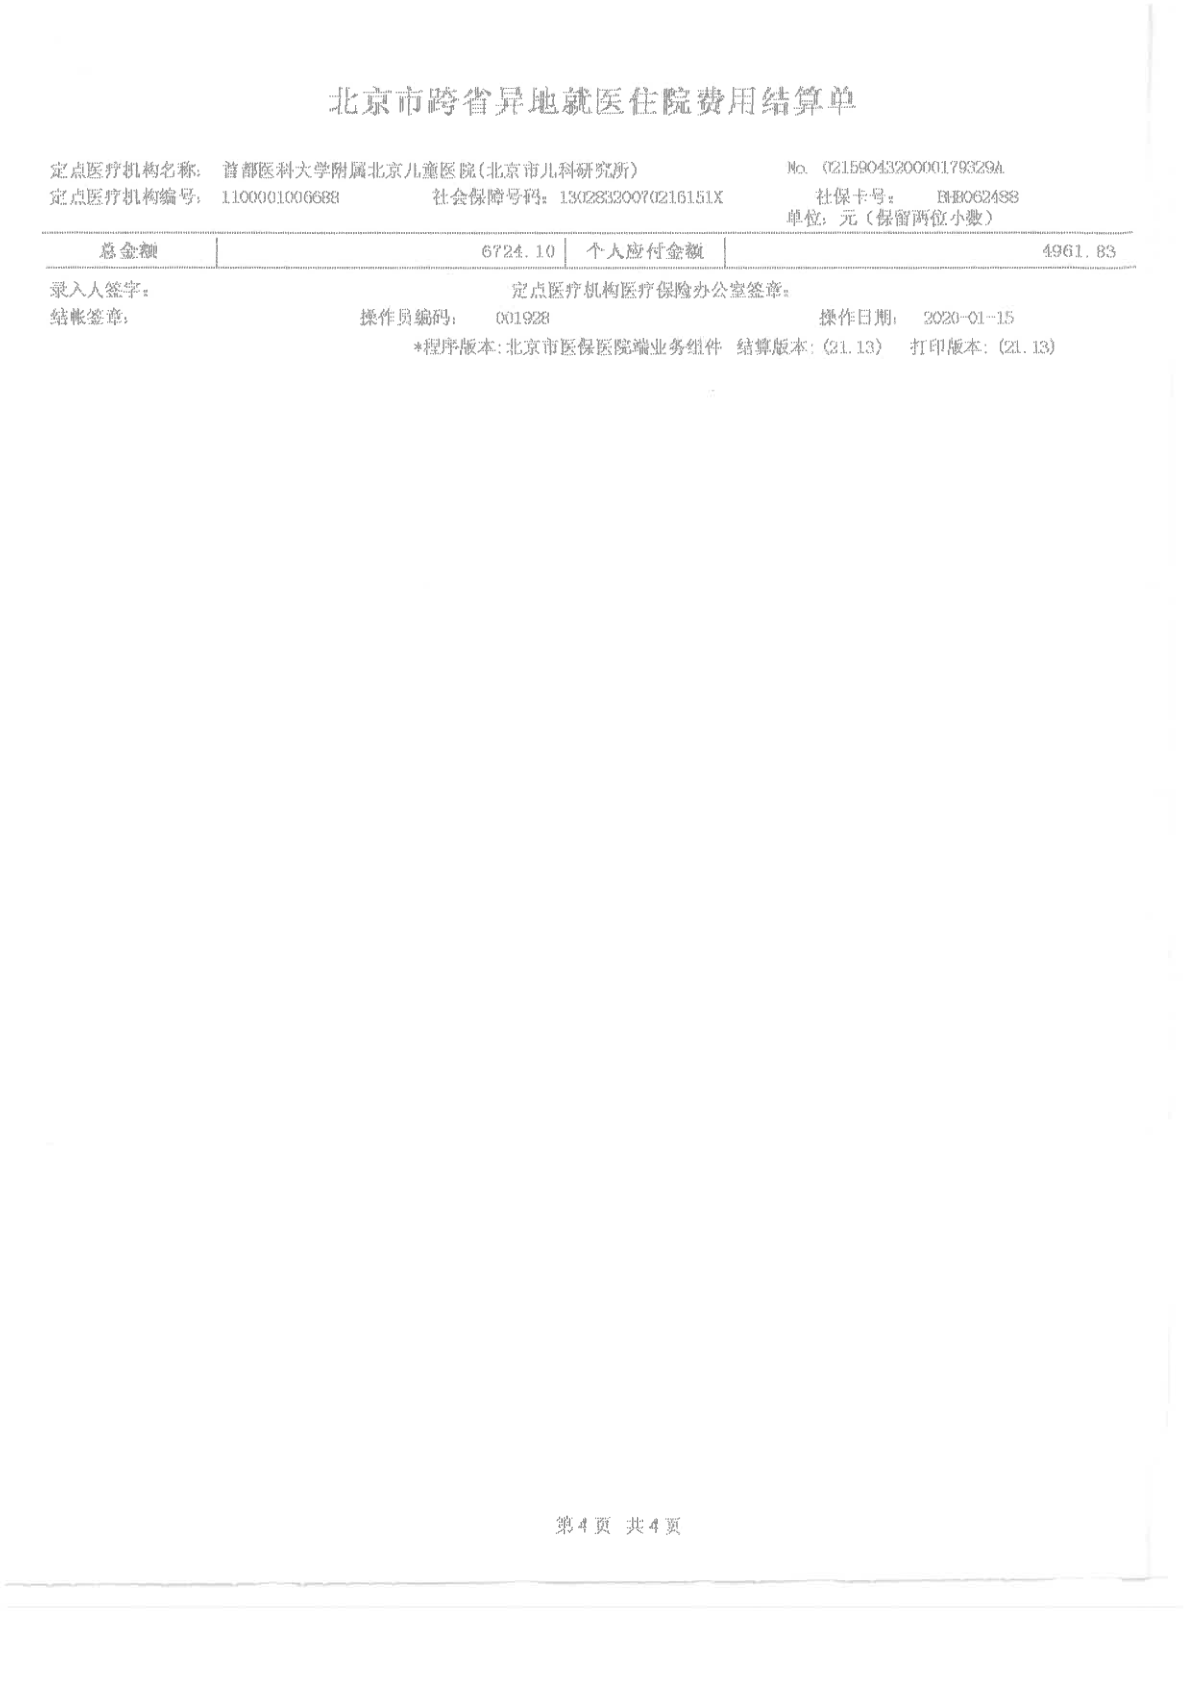 北京市跨省异地就医住院费用结算单
定点医疗机构名称: 首都医科大学附属北京儿童医院(北京市儿科研究所) No. 0215904320000179329A
定点医疗机构编号: 1100001006688 社会保障号码: 13028320070216151X 社保卡号: BHB062488
单位: 元(保留两位小数)
总金额 6724.10 个人应付金额 4961.83
录入人签字: 定点医疗机构医疗保险办公室签章:
结帐签章: 操作员编码: 001928 操作日期: 2020-01-15
*程序版本:北京市医保医院端业务组件 结算版本:(21.13) 打印版本:(21.13)
第4页 共4页